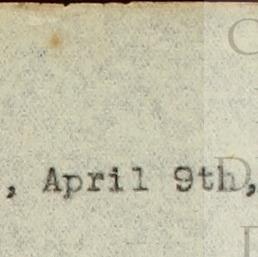 , April 9th,